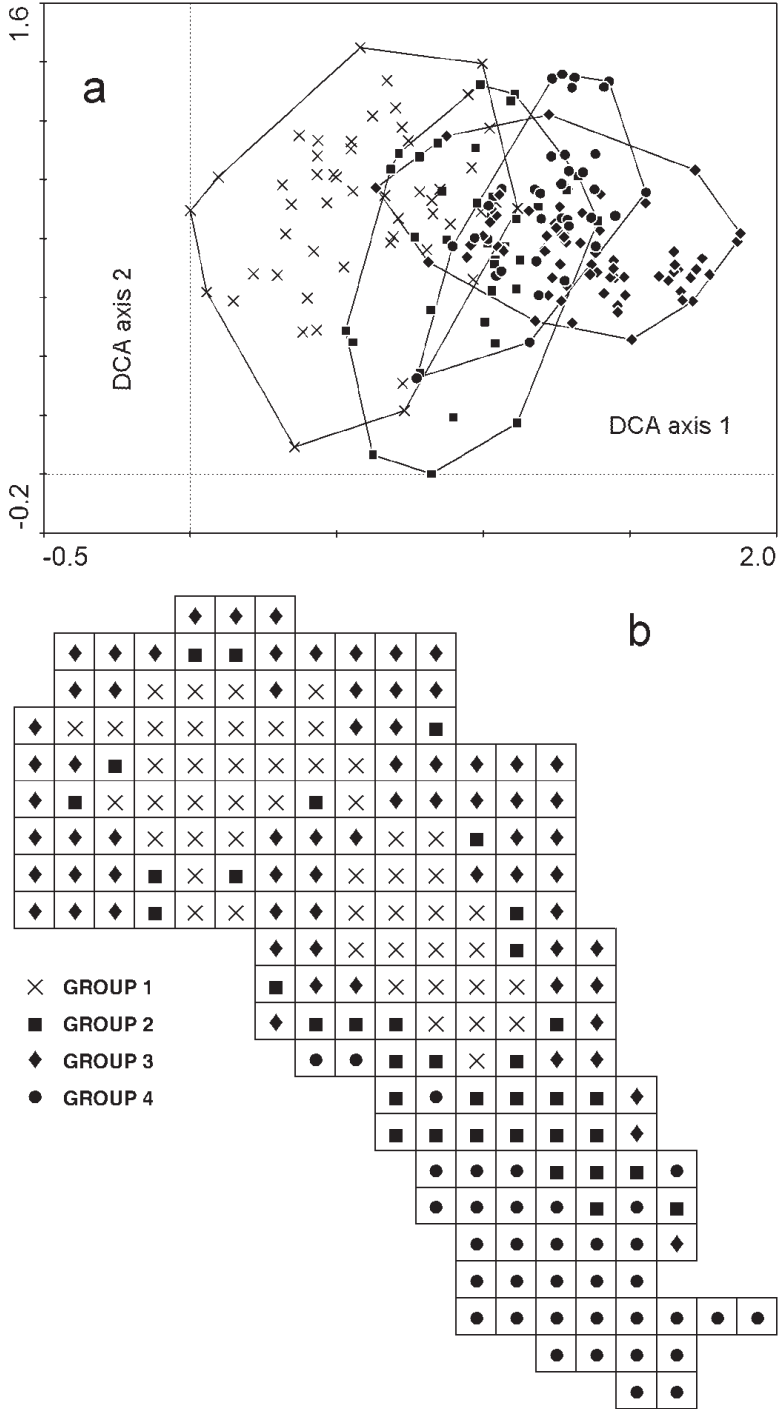 1.6
a
DCA axis 2
DCA axis 1
-0.2
-0.5
2.0
b
GROUP 1
GROUP 2
GROUP 3
GROUP 4